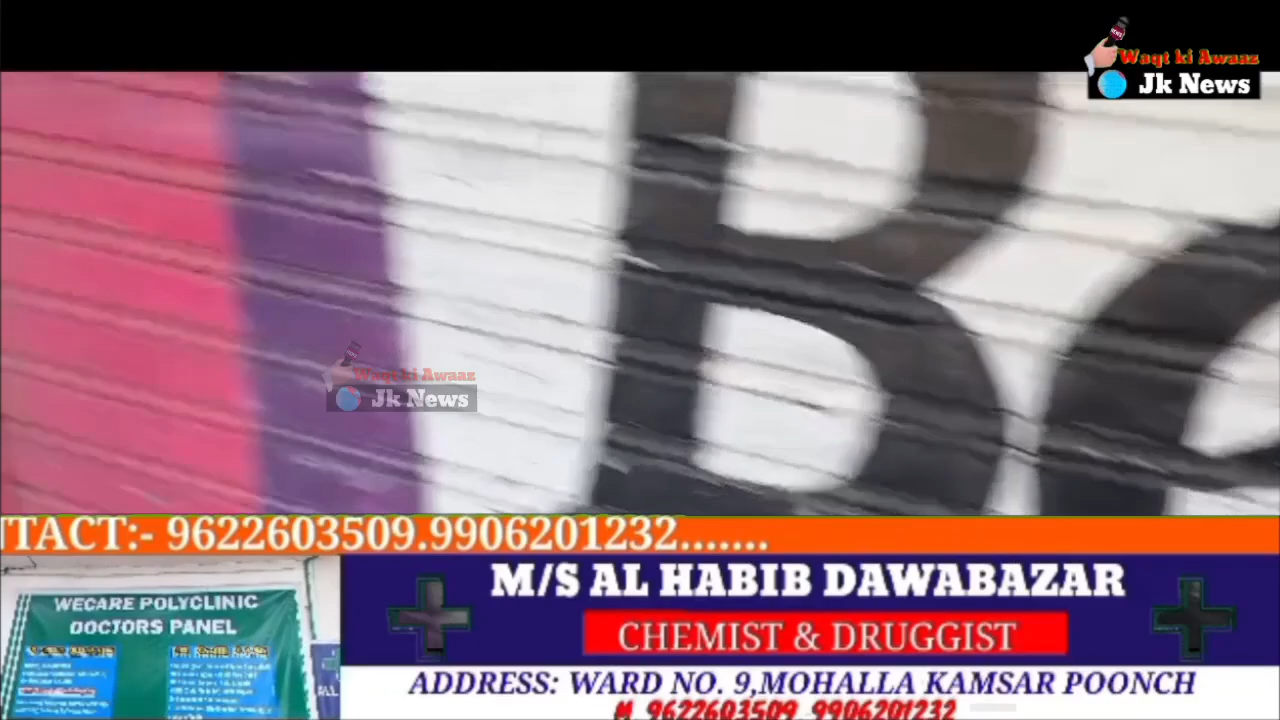 Waqt ki Awaaz
Jk News
B
Waqt ki Awaaz
Jk News
NTACT:- 9622603509.9906201232.......
WECARE POLYCLINIC
DOCTORS PANEL
M/S AL HABIB DAWABAZAR
CHEMIST & DRUGGIST
ADDRESS: WARD NO. 9,MOHALLA KAMSAR POONCH
M 9622603509 9906201232